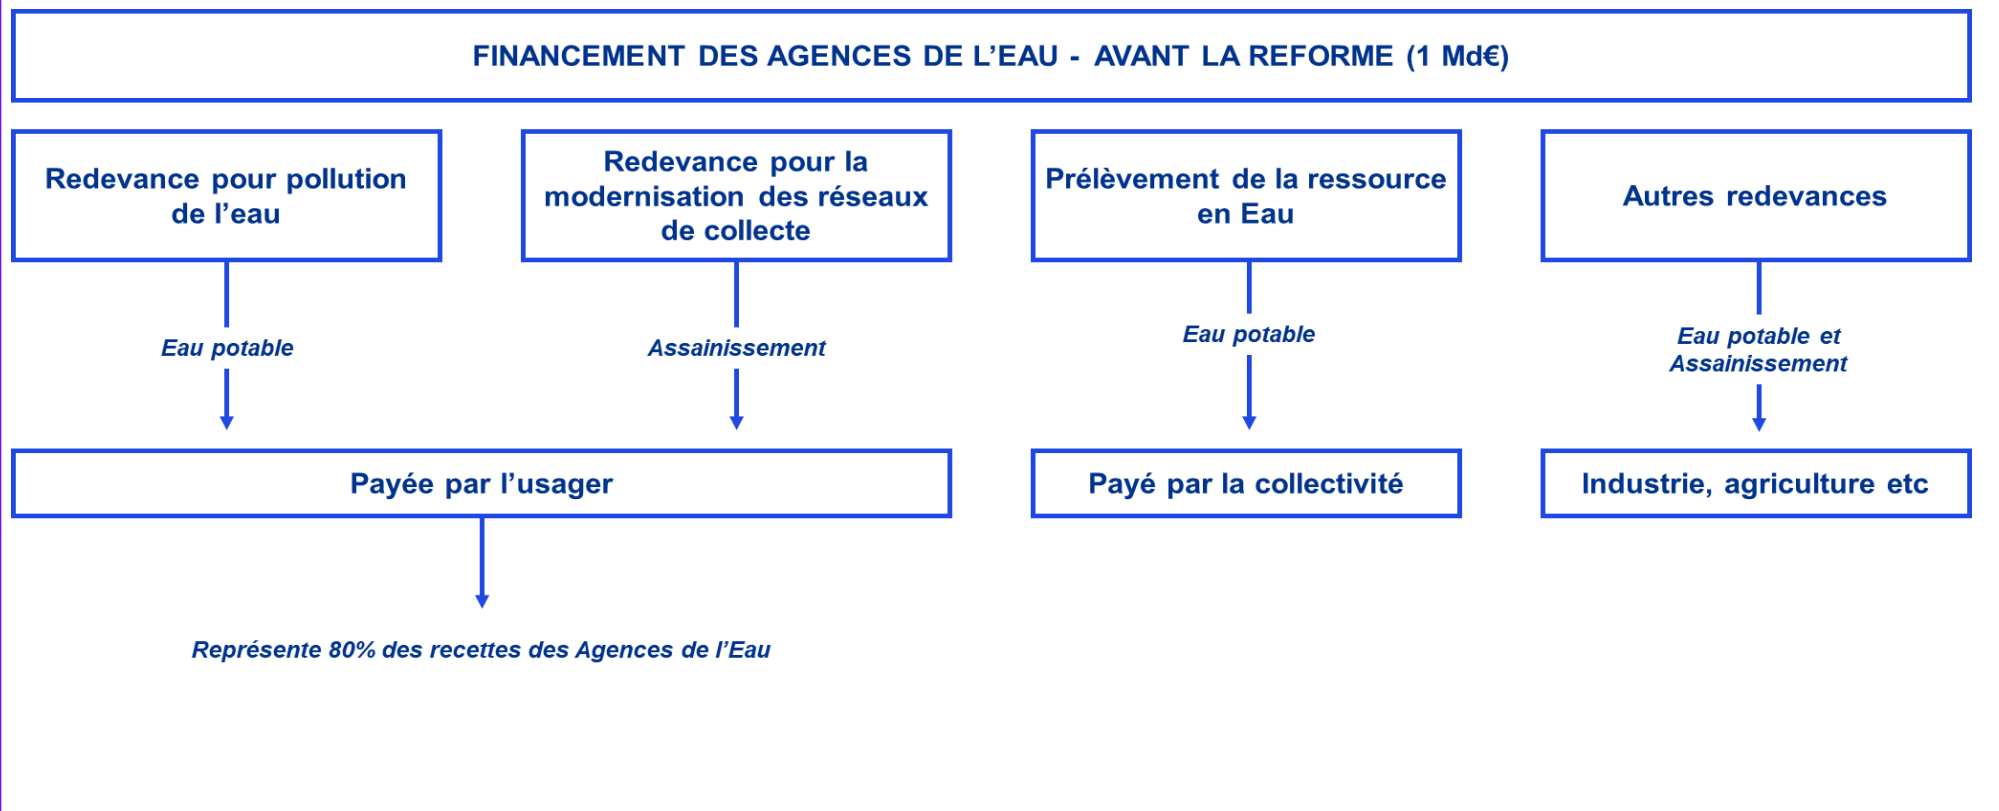 FINANCEMENT DES AGENCES DE L’EAU - AVANT LA REFORME (1 Md€)
Redevance pour pollution
de l’eau
Redevance pour la
modernisation des réseaux
de collecte
Prélèvement de la ressource
en Eau
Autres redevances
Eau potable
Assainissement
Eau potable
Eau potable et
Assainissement
Payée par l’usager
Payé par la collectivité
Industrie, agriculture etc
Représente 80% des recettes des Agences de l’Eau